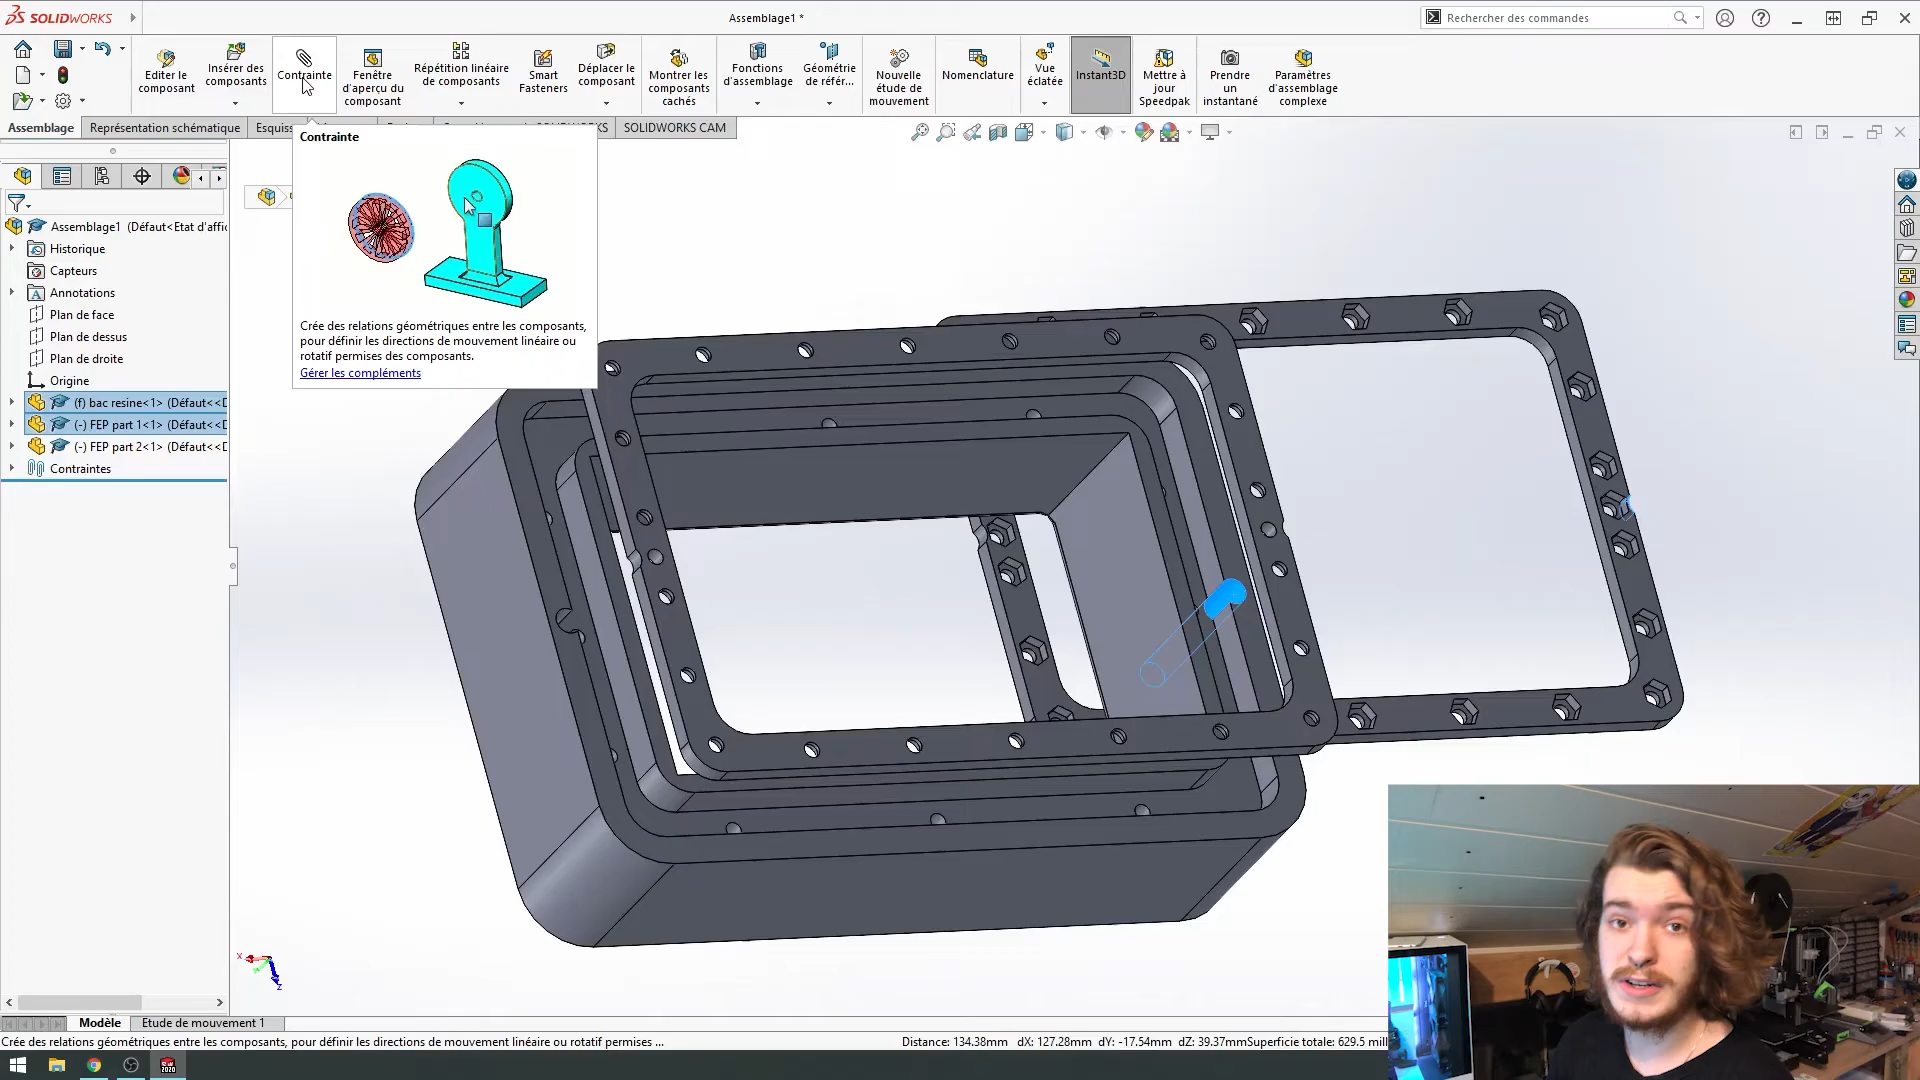 SOLIDWORKS
Assemblage1 *
Rechercher des commandes
Editer le
composant
Insérer des
composants
Contrainte
Fenêtre
d'aperçu du
composant
Répétition linéaire
de composants
Smart
Fasteners
Déplacer le
composant
Montrer les
composants
cachés
Fonctions
d'assemblage
Géométrie
de référ...
Nouvelle
étude de
mouvement
Nomenclature
Vue
éclatée
Instant3D
Mettre à
jour
Speedpak
Prendre
un
instantané
Paramètres
d'assemblage
complexe
Assemblage
Représentation schématique
Esquiss
SOLIDWORKS CAM
Contrainte
Crée des relations géométriques entre les composants,
pour définir les directions de mouvement linéaire ou
rotatif permises des composants.
Gérer les compléments
Assemblage1 (Défaut<Etat d'affic
Historique
Capteurs
Annotations
Plan de face
Plan de dessus
Plan de droite
Origine
(f) bac resine<1> (Défaut<<D
(-) FEP part 1<1> (Défaut<<D
(-) FEP part 2<1> (Défaut<<D
Contraintes
x
z
Modèle
Etude de mouvement 1
Crée des relations géométriques entre les composants, pour définir les directions de mouvement linéaire ou rotatif permises ...
Distance: 134.38mm dX: 127.28mm dY: -17.54mm dZ: 39.37mmSuperficie totale: 629.5 mill
SW
2020